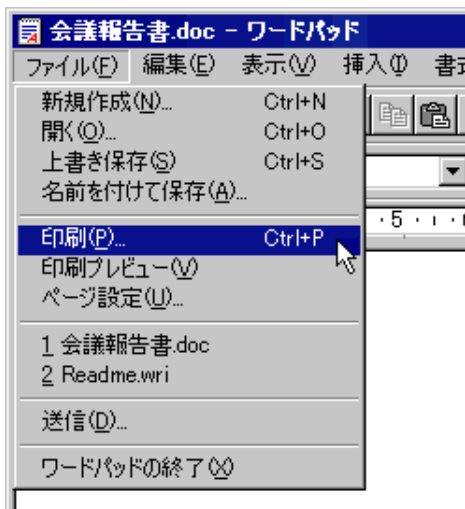 会議報告書.doc - ワードパッド
ファイル(F) 編集(E) 表示(V) 挿入(I) 書式
新規作成(N)... Ctrl+N
開く(O)... Ctrl+O
上書き保存(S) Ctrl+S
名前を付けて保存(A)...
· 5 ·
印刷(P)... Ctrl+P
印刷プレビュー(V)
ページ設定(U)...
1 会議報告書.doc
2 Readme.wri
送信(D)...
ワードパッドの終了(X)